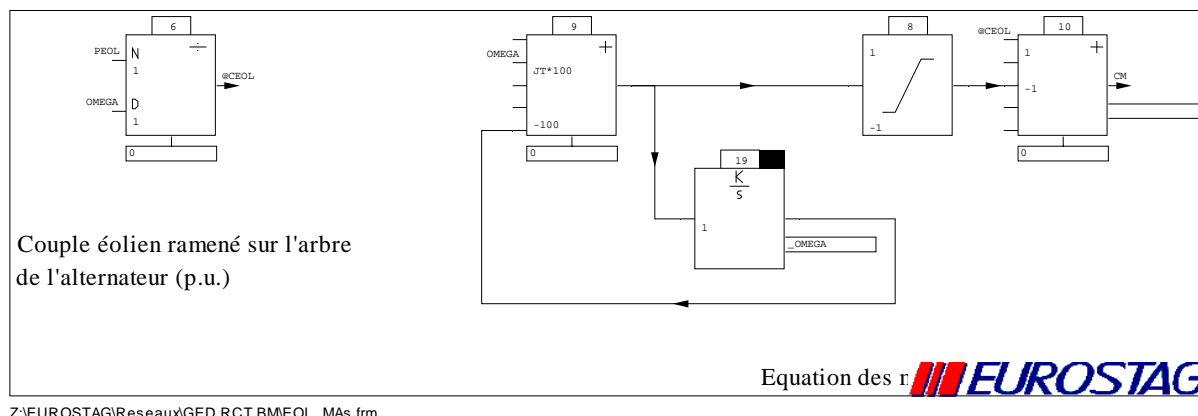 6
PEOL
N
÷
1
@CEOL
OMEGA
D
1
0
9
OMEGA
+
JT*100
-100
0
8
1
-1
10
@CEOL
+
1
-1
CM
0
19
K
S
1
_OMEGA
Couple éolien ramené sur l'arbre
de l'alternateur (p.u.)
Equation des
EUROSTAG
Z:\EUROSTAG\Reseaux\GED RCT BM\EOL_MAs.frm